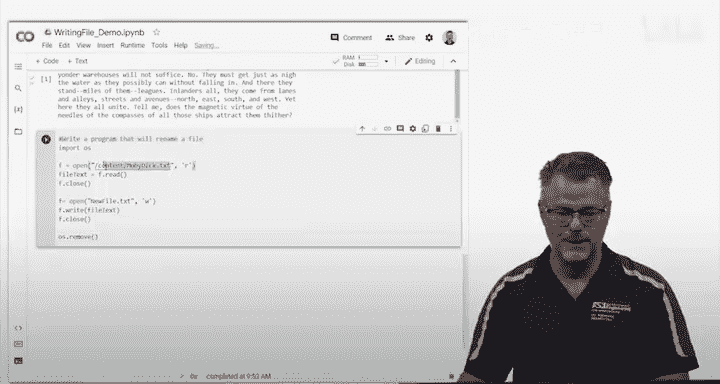 WritingFile_Demo.ipynb
Comment
Share
File Edit View Insert Runtime Tools Help Saving...
+ Code + Text
RAM
Disk
Editing
[1]
yonder warehouses will not suffice. No. They must get just as nigh
the water as they possibly can without falling in. And there they
stand--miles of them--leagues. Inlanders all, they come from lanes
and alleys, streets and avenues--north, east, south, and west. Yet
here they all unite. Tell me, does the magnetic virtue of the
needles of the compasses of all those ships attract them thither?
Write a program that will rename a file
import os
f = open("/content/MobyDick.txt", 'r')
fileText = f.read()
f.close()
f= open("NewFile.txt", 'w')
f.write(fileText)
f.close()
os.remove()
0s completed at 9:50 AM